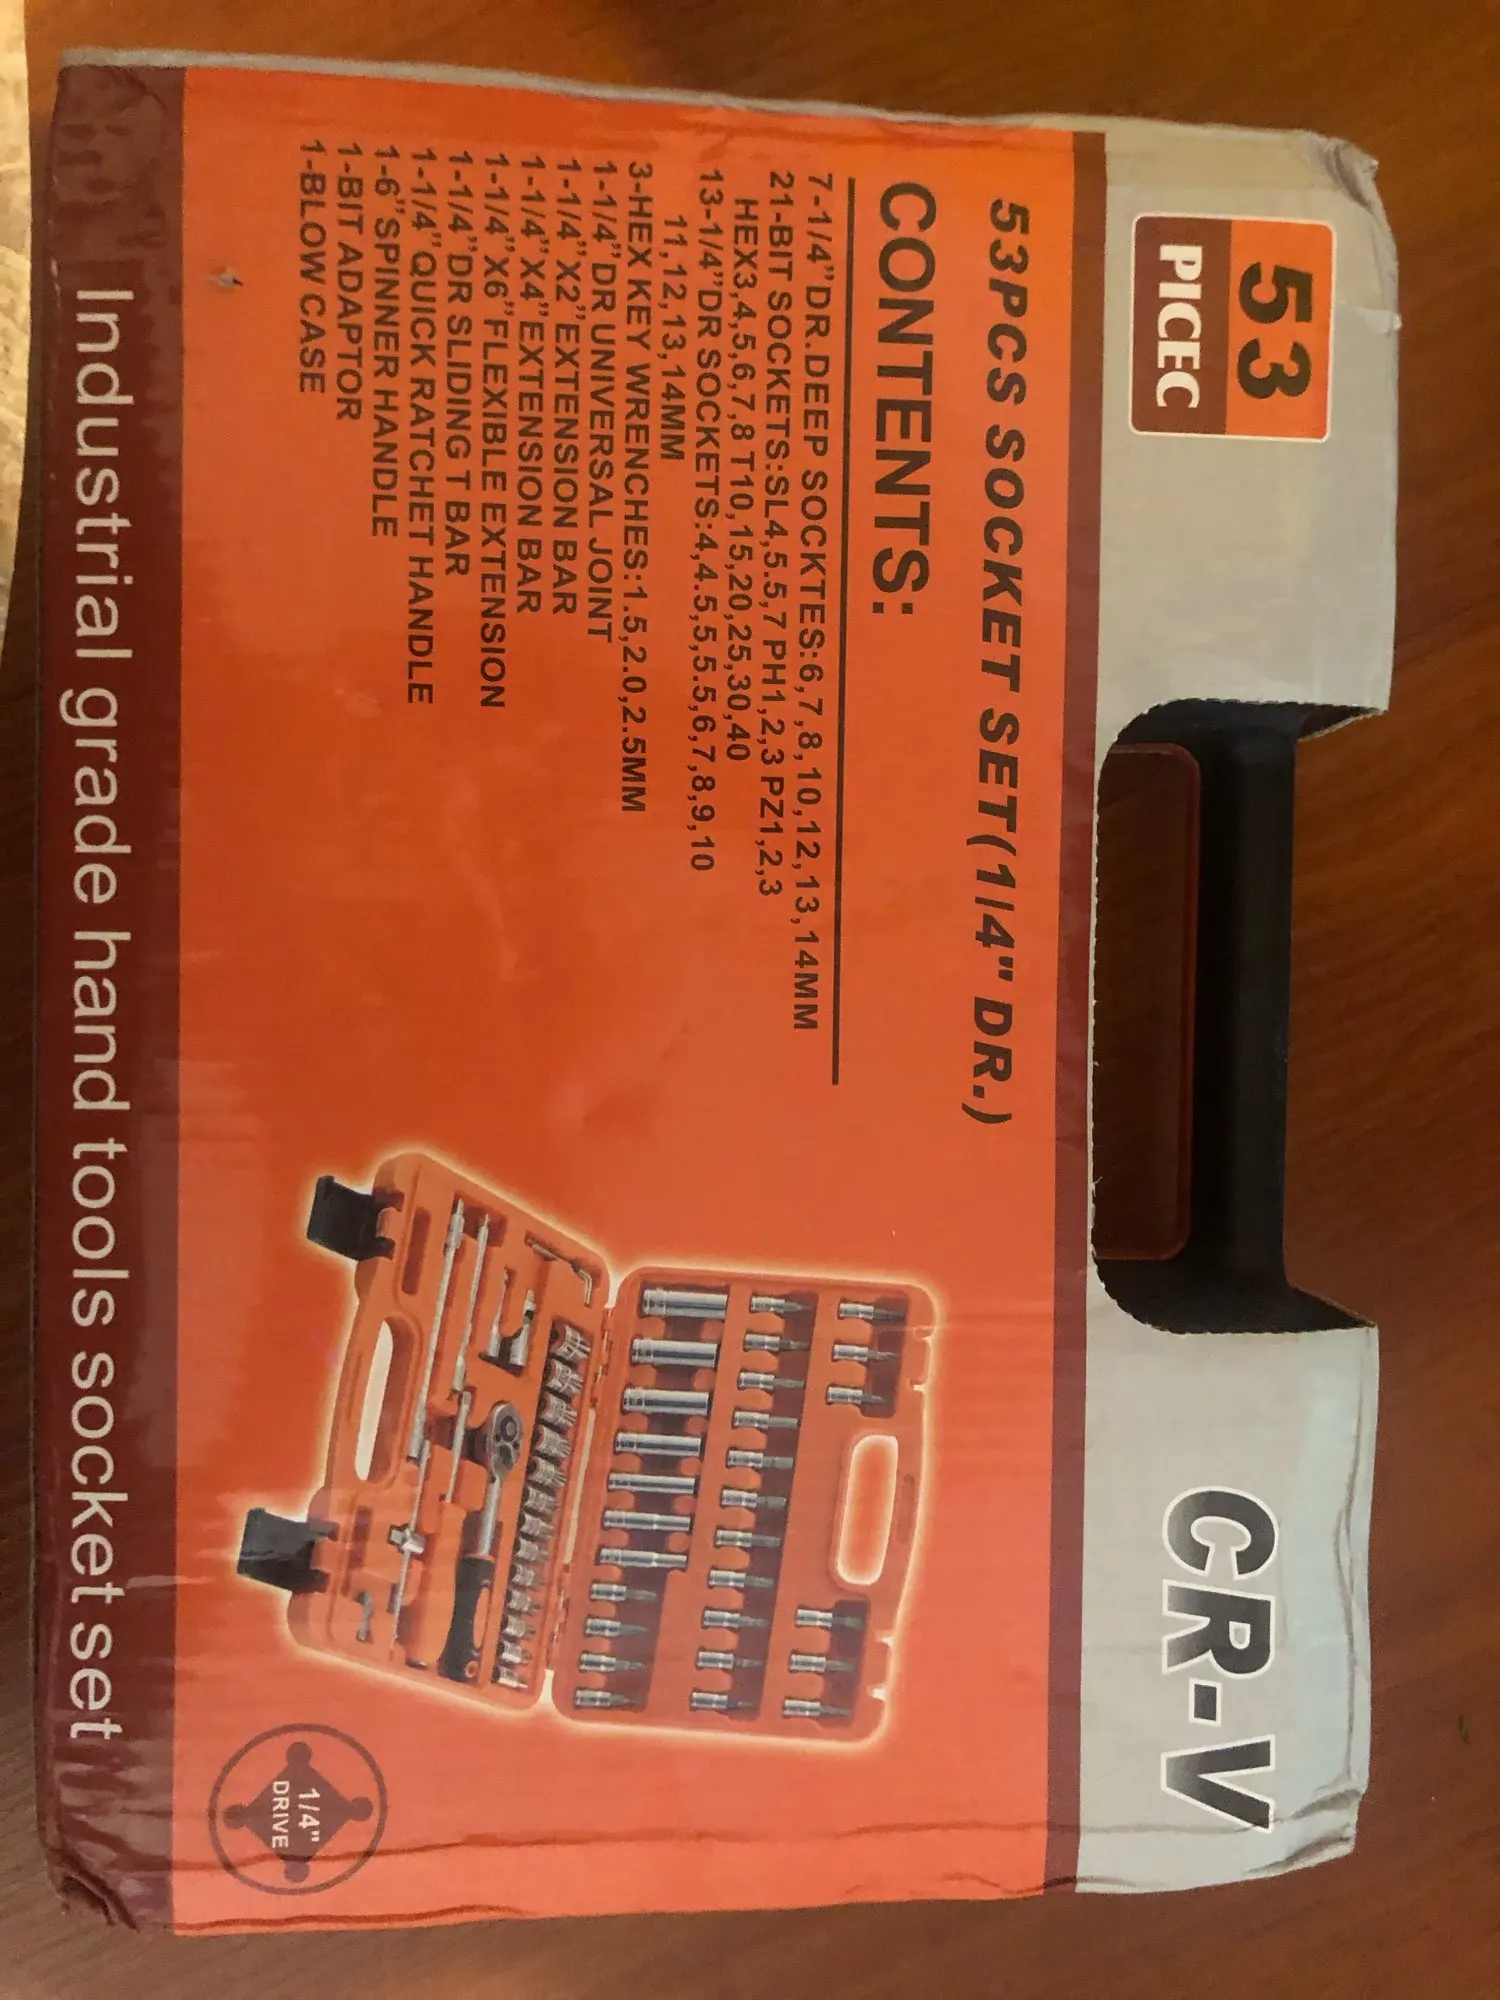 53
PICEC
CR-V
53PCS SOCKET SET(1/4" DR.)
CONTENTS:
7-1/4"DR.DEEP SOCKTES:6,7,8,10,12,13,14MM
21-BIT SOCKETS:SL4,5.5,7 PH1,2,3 PZ1,2,3
HEX3,4,5,6,7,8 T10,15,20,25,30,40
13-1/4"DR SOCKETS:4,4.5,5,5.5,6,7,8,9,10
11,12,13,14MM
3-HEX KEY WRENCHES:1.5,2.0,2.5MM
1-1/4"DR UNIVERSAL JOINT
1-1/4"X2"EXTENSION BAR
1-1/4"X4"EXTENSION BAR
1-1/4"X6"FLEXIBLE EXTENSION
1-1/4"DR SLIDING T BAR
1-1/4"QUICK RATCHET HANDLE
1-6"SPINNER HANDLE
1-BIT ADAPTOR
1-BLOW CASE
1/4"
DRIVE
Industrial grade hand tools socket set